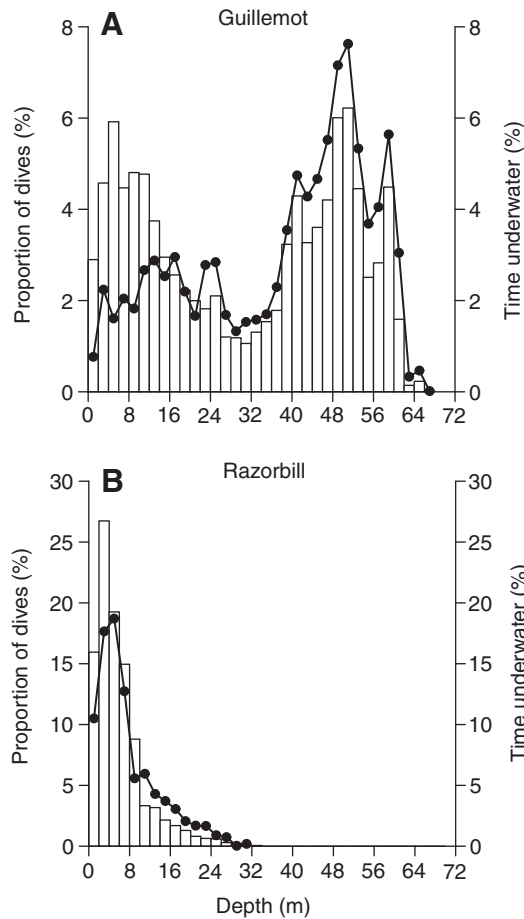 A
Guillemot
8
6
4
2
0
Proportion of dives (%)
8
6
4
2
0
Time underwater (%)
0 8 16 24 32 40 48 56 64 72
B
Razorbill
30
25
20
15
10
5
0
Proportion of dives (%)
30
25
20
15
10
5
0
Time underwater (%)
0 8 16 24 32 40 48 56 64 72
Depth (m)